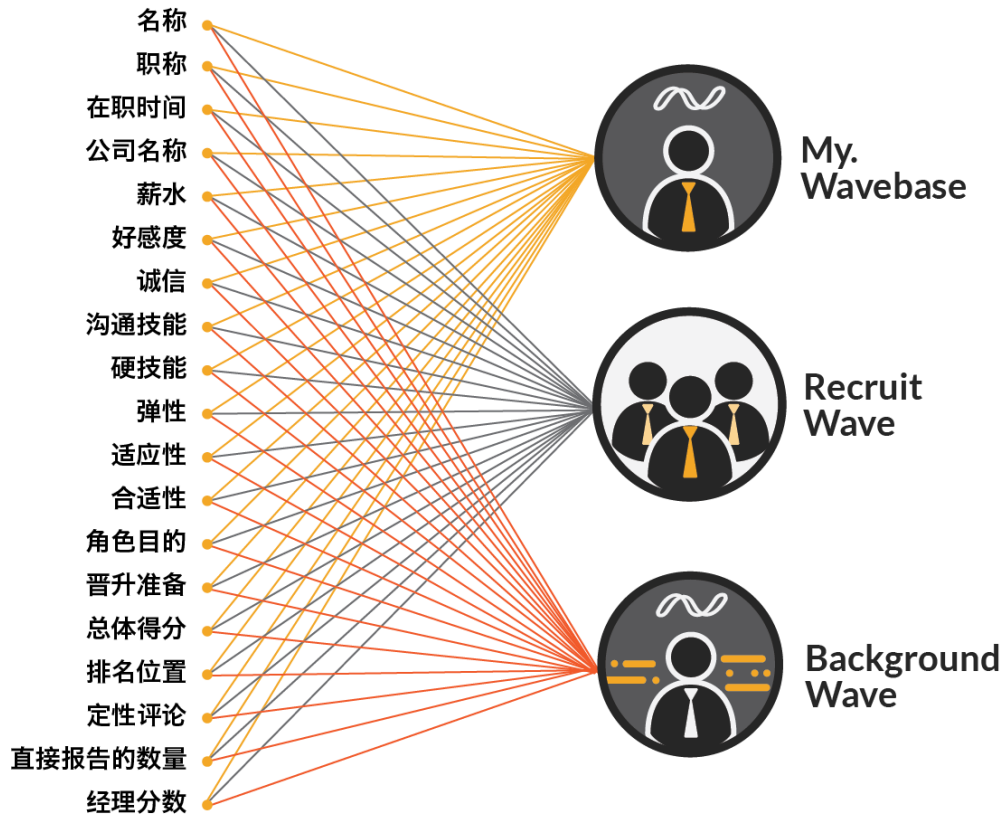 名称
职称
在职时间
公司名称
薪水
好感度
诚信
沟通技能
硬技能
弹性
适应性
合适性
角色目的
晋升准备
总体得分
排名位置
定性评论
直接报告的数量
经理分数
My.
Wavebase
Recruit
Wave
Background
Wave